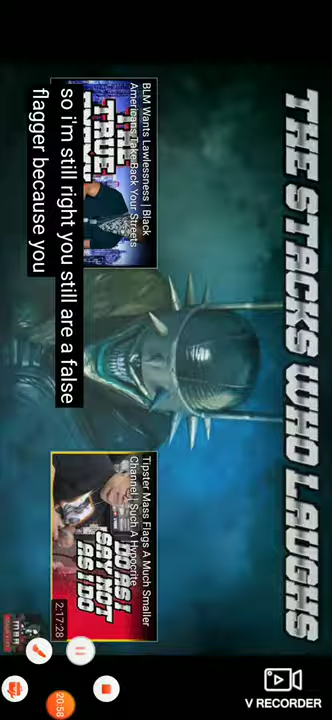 THE STACKS WHO LAUGHS
BLM Wants Lawlessness | Black
Americans Take Back Your Streets
THE
TRUE
so i'm still right you still are a false
flagger because you
Tipster Mass Flags A Much Smaller
Channel | Such A Hypocrite
DO AS I
SAY NOT
AS I DO
2:17:28
20:58
V RECORDER